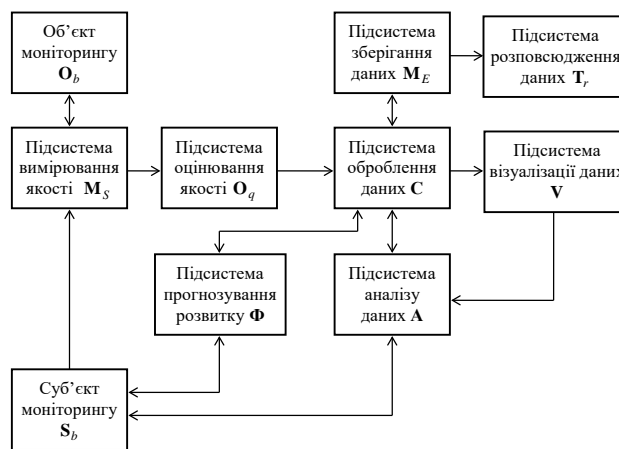 Об’єкт
моніторингу
O_b
Підсистема
зберігання
даних M_E
Підсистема
розповсюдження
даних T_r
Підсистема
вимірювання
якості M_S
Підсистема
оцінювання
якості O_q
Підсистема
оброблення
даних C
Підсистема
візуалізації даних
V
Підсистема
прогнозування
розвитку Φ
Підсистема
аналізу
даних A
Суб’єкт
моніторингу
S_b